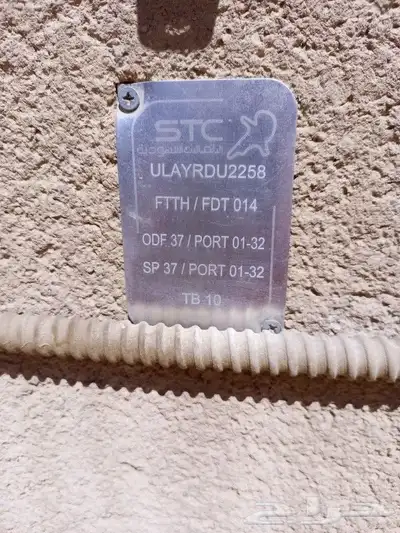 STC
الاتصالات السعودية
ULAYRDU2258
FTTH / FDT 014
ODF 37 / PORT 01-32
SP 37 / PORT 01-32
TB 10
حراج